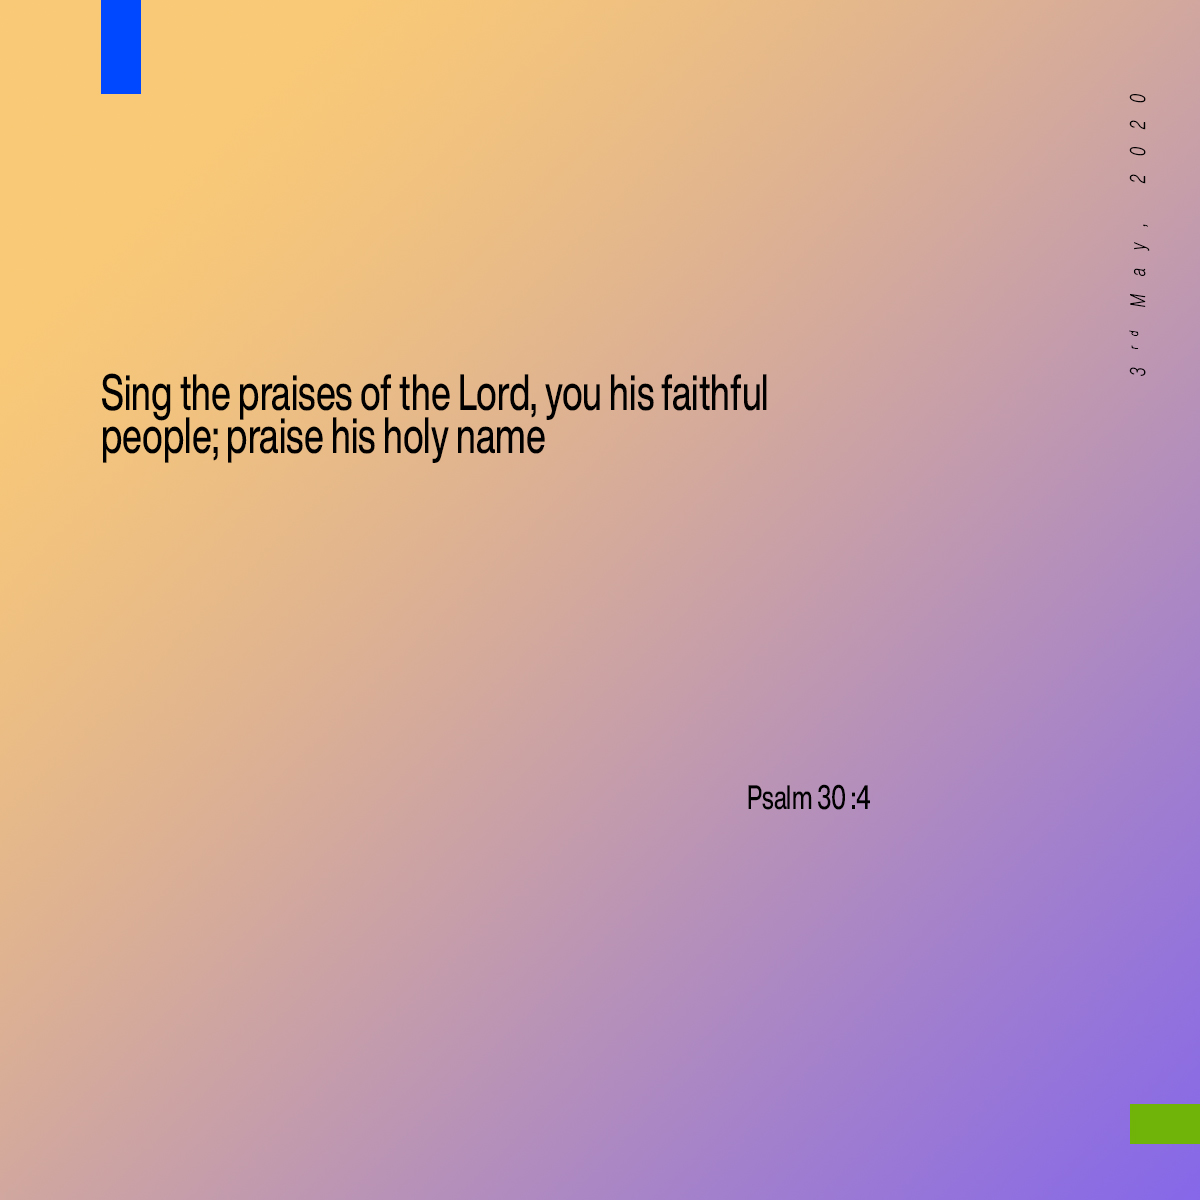 3rd May, 2020
Sing the praises of the Lord, you his faithful
people; praise his holy name
Psalm 30 :4